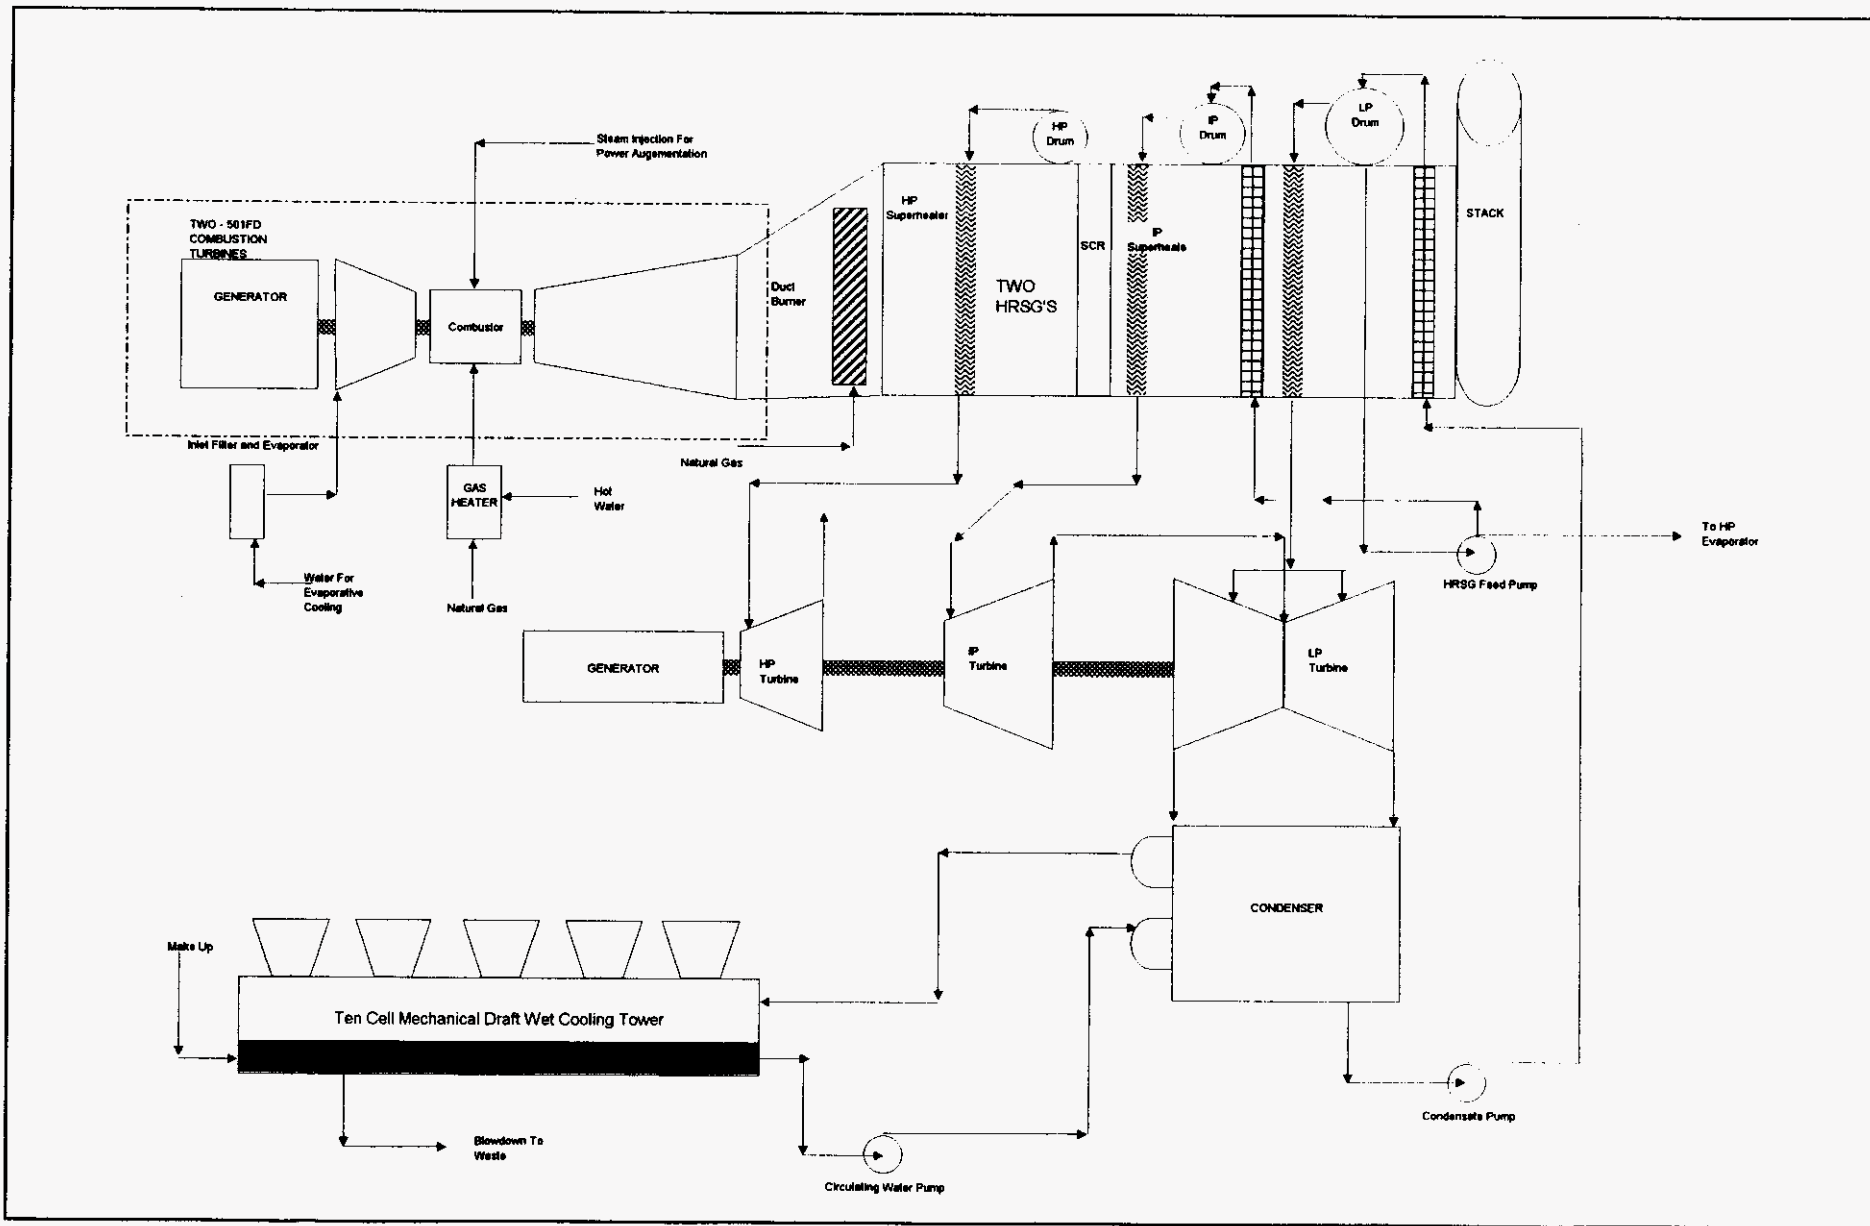 Steam Injection For
Power Augementation
HP
Drum
IP
Drum
LP
Drum
TWO - 501FD
COMBUSTION
TURBINES
GENERATOR
Combustor
Duct
Burner
HP
Superheater
TWO
HRSG'S
SCR
IP
Superheate
STACK
Inlet Filter and Evaporator
Natural Gas
GAS
HEATER
Hot
Water
Water For
Evaporative
Cooling
Natural Gas
To HP
Evaporator
HRSG Feed Pump
GENERATOR
HP
Turbine
IP
Turbine
LP
Turbine
CONDENSER
Make Up
Ten Cell Mechanical Draft Wet Cooling Tower
Blowdown To
Waste
Circulating Water Pump
Condensate Pump